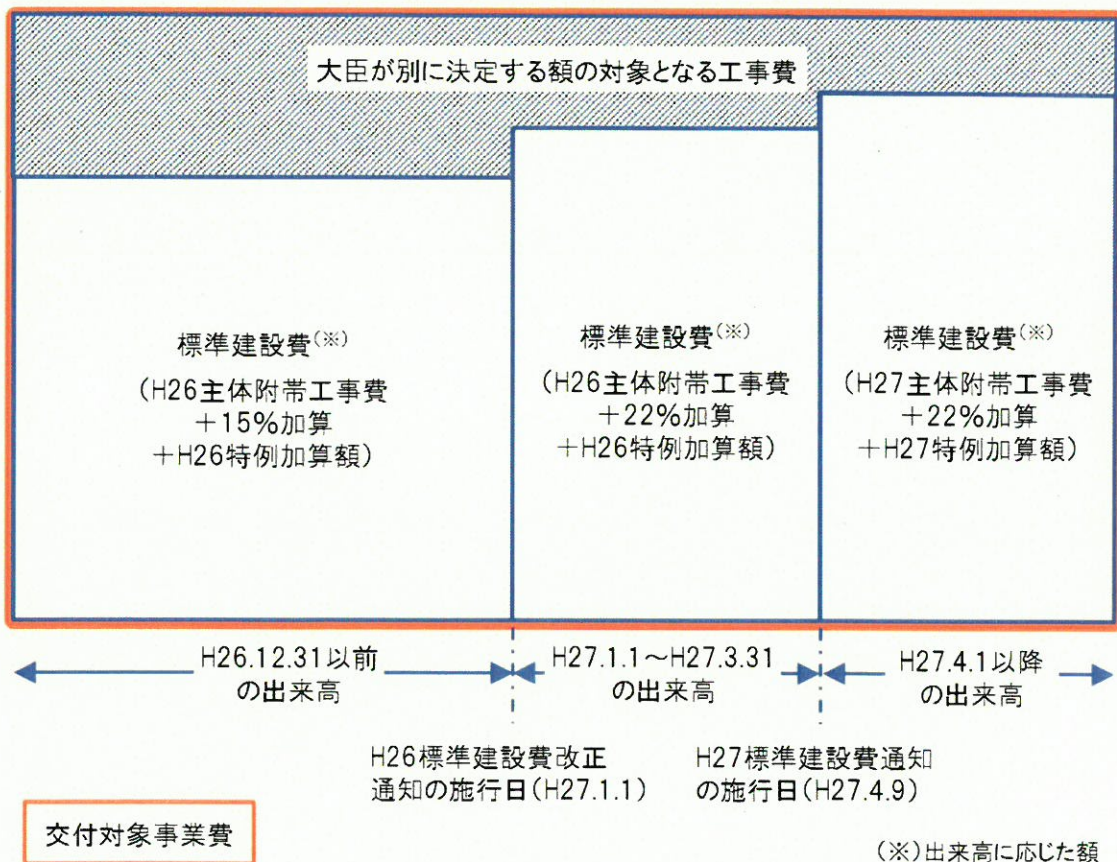 大臣が別に決定する額の対象となる工事費
標準建設費(※)
(H26主体附帯工事費
+15%加算
+H26特例加算額)
標準建設費(※)
(H26主体附帯工事費
+22%加算
+H26特例加算額)
標準建設費(※)
(H27主体附帯工事費
+22%加算
+H27特例加算額)
H26.12.31以前
の出来高
H27.1.1～H27.3.31
の出来高
H27.4.1以降
の出来高
H26標準建設費改正
通知の施行日(H27.1.1)
H27標準建設費通知
の施行日(H27.4.9)
交付対象事業費
(※)出来高に応じた額